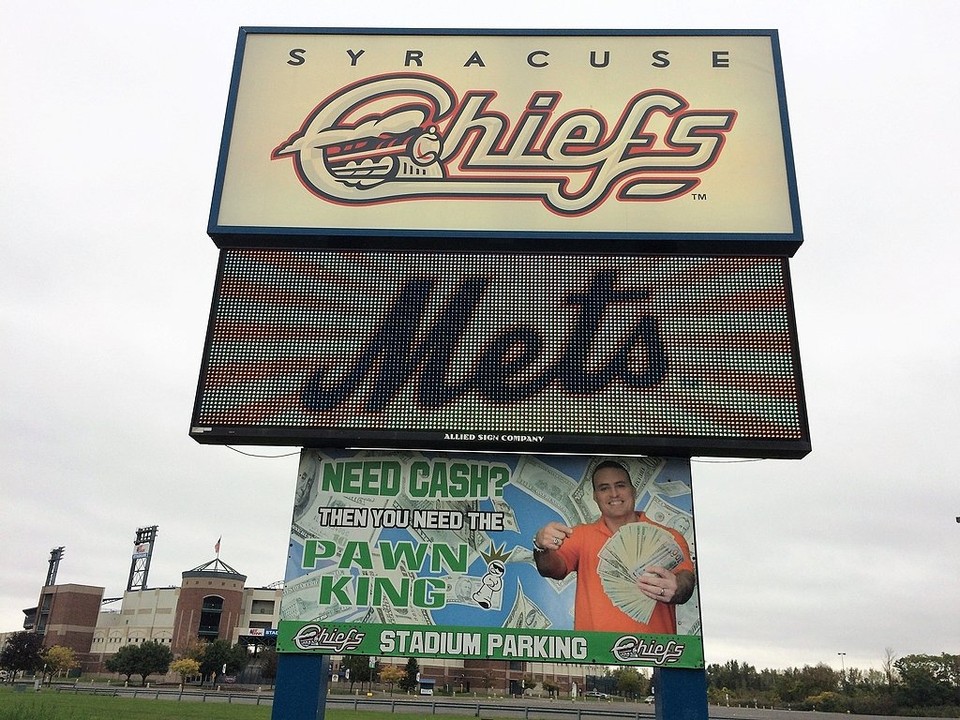 SYRACUSE
Chiefs
TM
Mets
ALLIED SIGN COMPANY
NEED CASH?
THEN YOU NEED THE
PAWN
KING
Chiefs STADIUM PARKING Chiefs